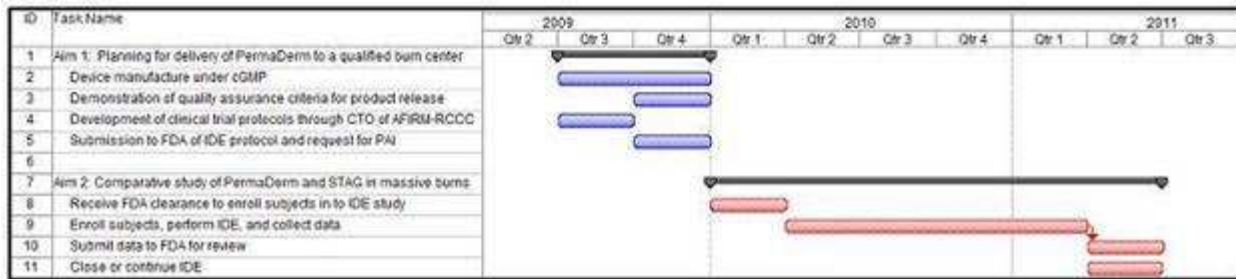 ID Task Name 2009 2010 2011
Qtr 2 Qtr 3 Qtr 4 Qtr 1 Qtr 2 Qtr 3 Qtr 4 Qtr 1 Qtr 2 Qtr 3
1 Aim 1: Planning for delivery of PermaDerm to a qualified burn center
2 Device manufacture under cGMP
3 Demonstration of quality assurance criteria for product release
4 Development of clinical trial protocols through CTO of AFIRM-RCCC
5 Submission to FDA of IDE protocol and request for PAI
6
7 Aim 2: Comparative study of PermaDerm and STAG in massive burns
8 Receive FDA clearance to enroll subjects in to IDE study
9 Enroll subjects, perform IDE, and collect data
10 Submit data to FDA for review
11 Close or continue IDE